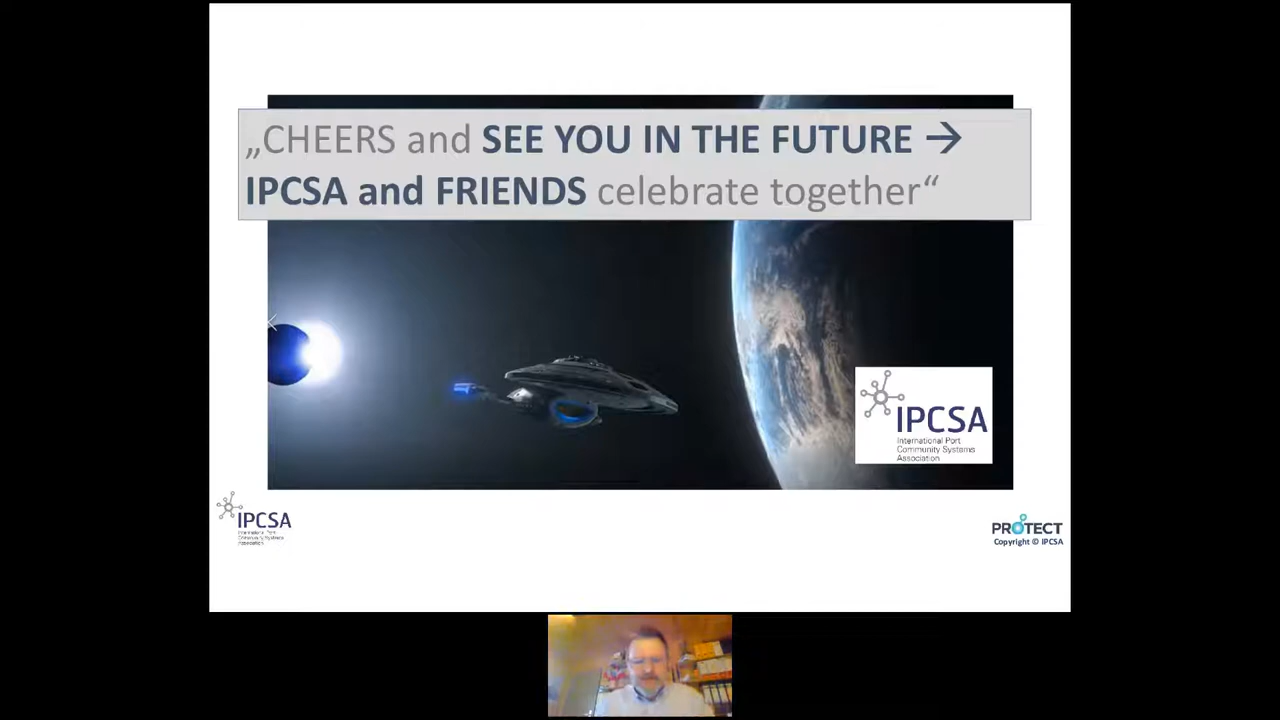 „CHEERS and SEE YOU IN THE FUTURE →
IPCSA and FRIENDS celebrate together“
IPCSA
International Port
Community Systems
Association
IPCSA
International Port
Community Systems
Association
PROTECT
Copyright © IPCSA